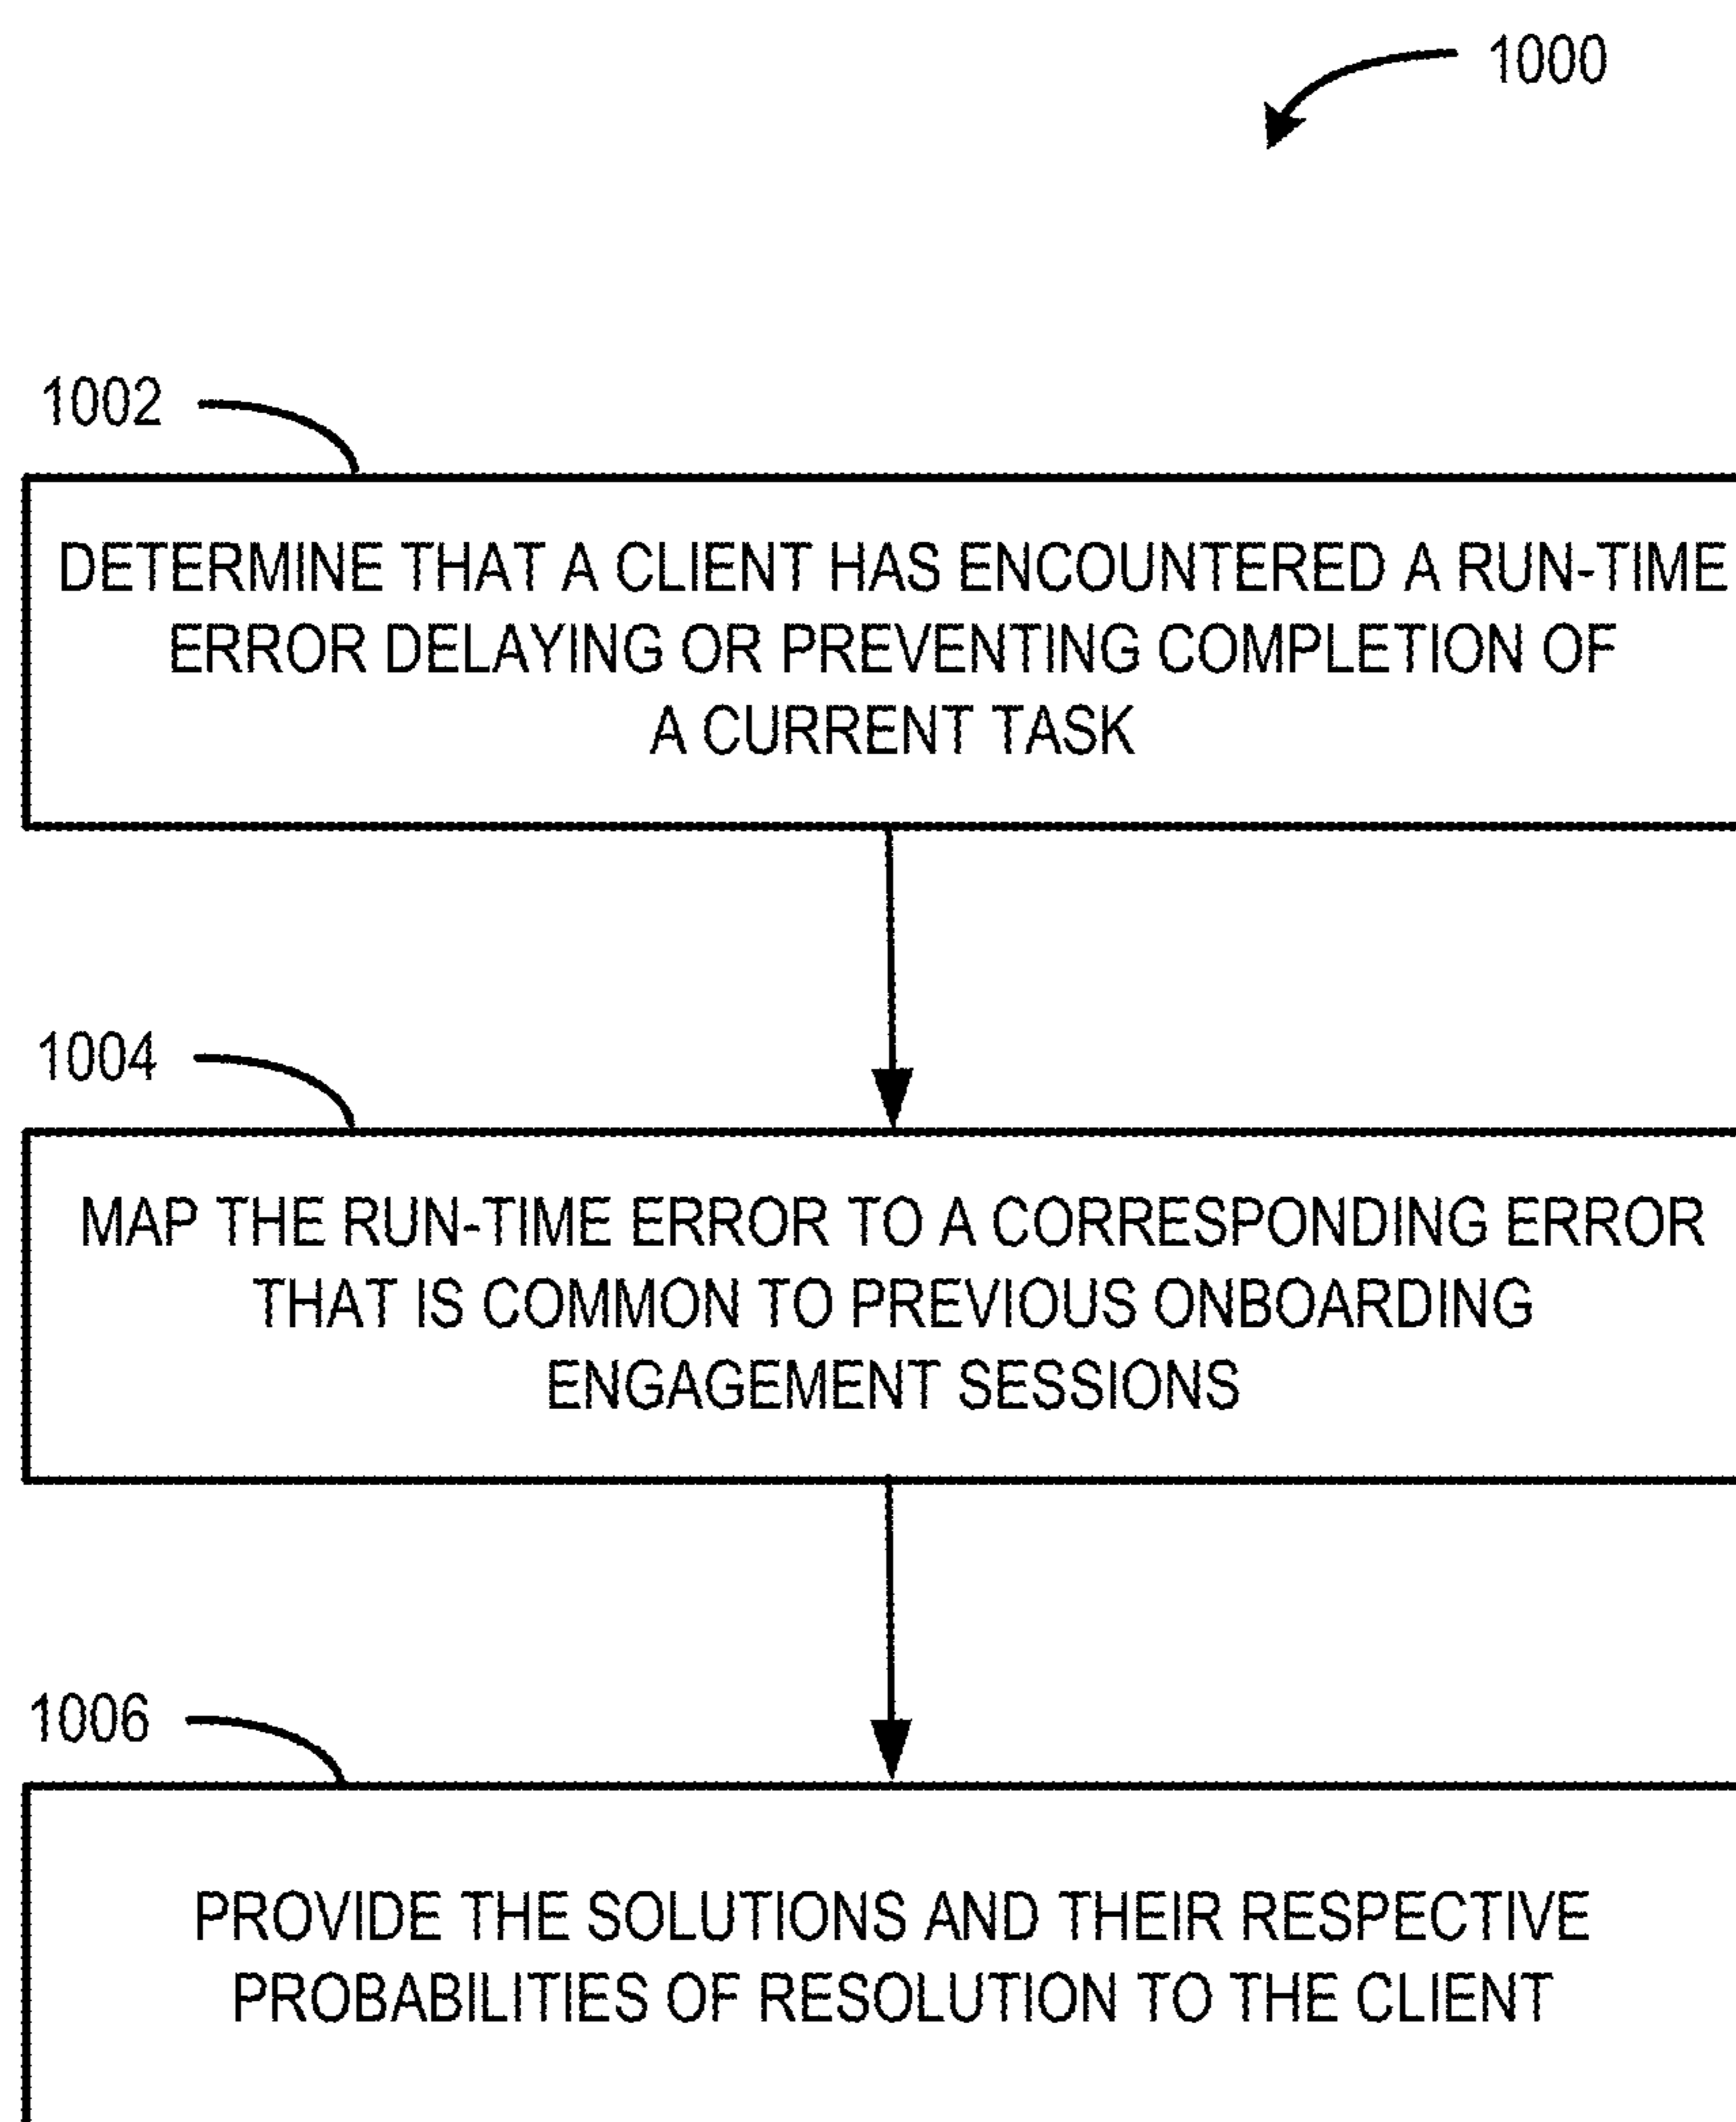 1000
1002
DETERMINE THAT A CLIENT HAS ENCOUNTERED A RUN-TIME
ERROR DELAYING OR PREVENTING COMPLETION OF
A CURRENT TASK
1004
MAP THE RUN-TIME ERROR TO A CORRESPONDING ERROR
THAT IS COMMON TO PREVIOUS ONBOARDING
ENGAGEMENT SESSIONS
1006
PROVIDE THE SOLUTIONS AND THEIR RESPECTIVE
PROBABILITIES OF RESOLUTION TO THE CLIENT